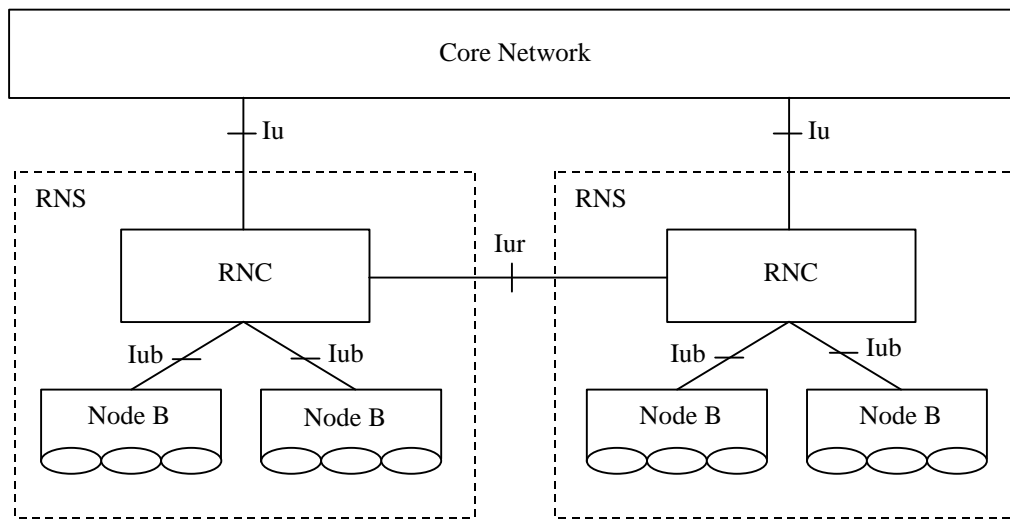 Core Network
Iu
Iu
RNS
RNS
Iur
RNC
RNC
Iub
Iub
Iub
Iub
Node B
Node B
Node B
Node B